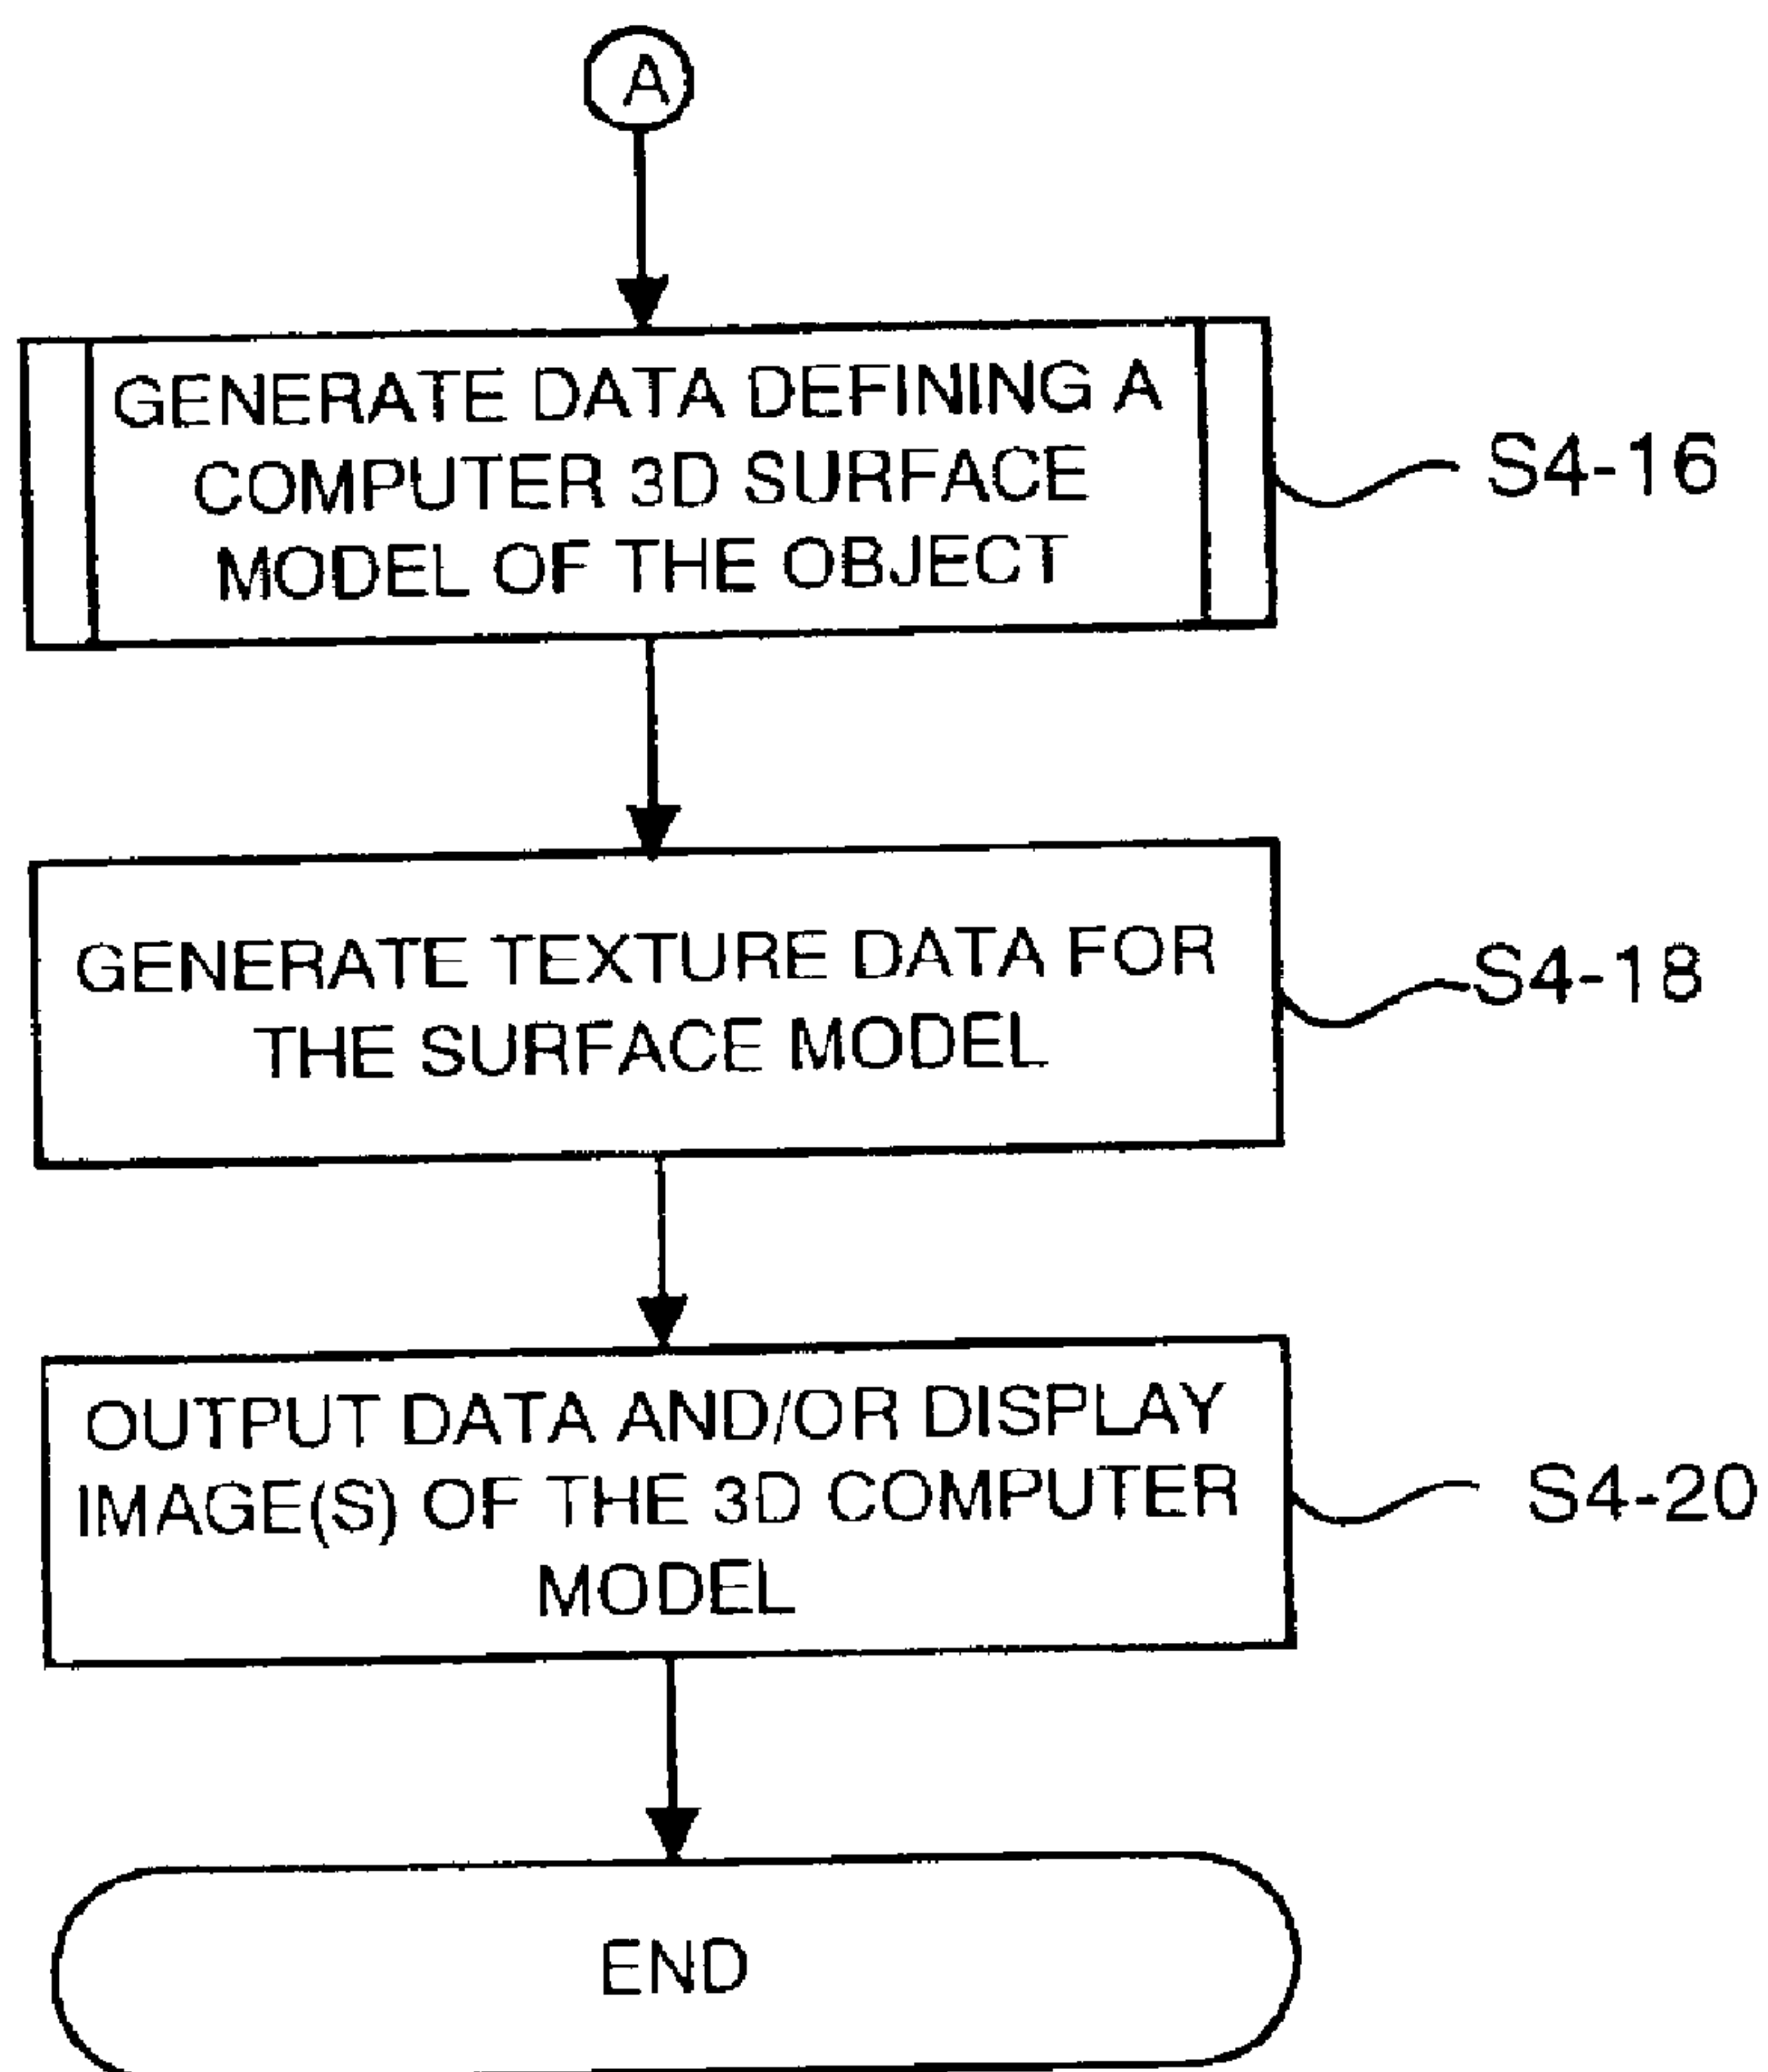 A
GENERATE DATA DEFINING A
COMPUTER 3D SURFACE
MODEL OF THE OBJECT
S4-16
GENERATE TEXTURE DATA FOR
THE SURFACE MODEL
S4-18
OUTPUT DATA AND/OR DISPLAY
IMAGE(S) OF THE 3D COMPUTER
MODEL
S4-20
END